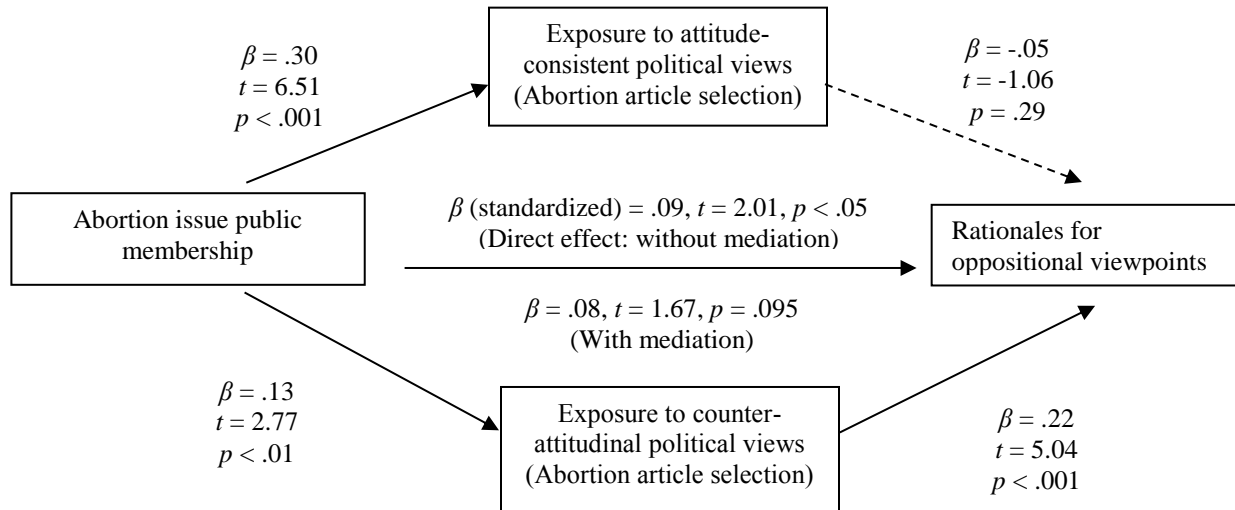 Exposure to attitude-
consistent political views
(Abortion article selection)
β = .30
t = 6.51
p < .001
β = -.05
t = -1.06
p = .29
Abortion issue public
membership
β (standardized) = .09, t = 2.01, p < .05
(Direct effect: without mediation)
β = .08, t = 1.67, p = .095
(With mediation)
Rationales for
oppositional viewpoints
β = .13
t = 2.77
p < .01
Exposure to counter-
attitudinal political views
(Abortion article selection)
β = .22
t = 5.04
p < .001